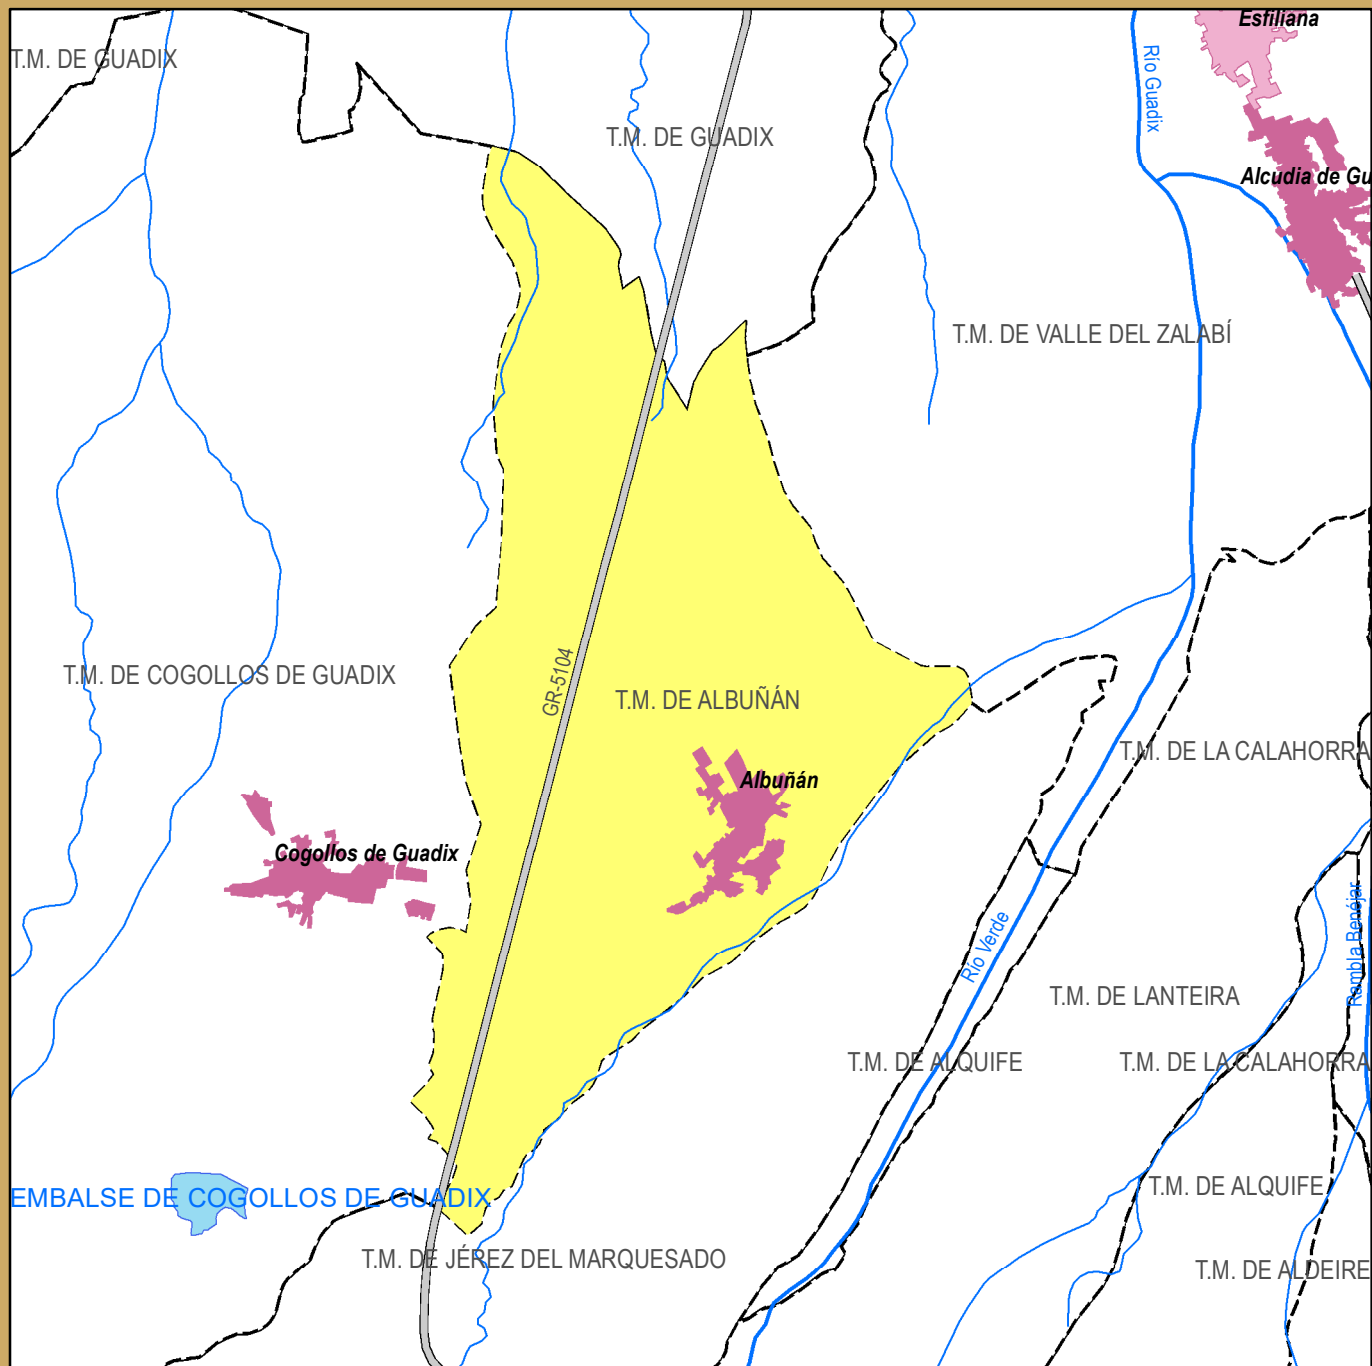 Esfiliana
T.M. DE GUADIX
Río Guadix
T.M. DE GUADIX
Alcudia de Gu
T.M. DE VALLE DEL ZALABÍ
T.M. DE COGOLLOS DE GUADIX
GR-5104
T.M. DE ALBUÑÁN
T.M. DE LA CALAHORRA
Albuñán
Cogollos de Guadix
Río Verde
Rambla Benéjar
T.M. DE LANTEIRA
T.M. DE ALQUIFE
T.M. DE LA CALAHORRA
T.M. DE ALQUIFE
EMBALSE DE COGOLLOS DE GUADIX
T.M. DE JÉREZ DEL MARQUESADO
T.M. DE ALDEIRE